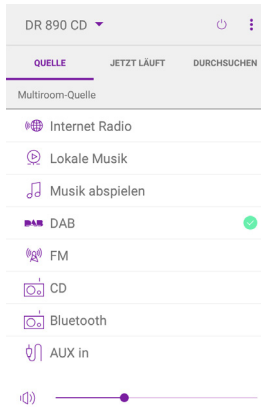 DR 890 CD
QUELLE JETZT LÄUFT DURCHSUCHEN
Multiroom-Quelle
Internet Radio
Lokale Musik
Musik abspielen
DAB DAB
FM
CD
Bluetooth
AUX in